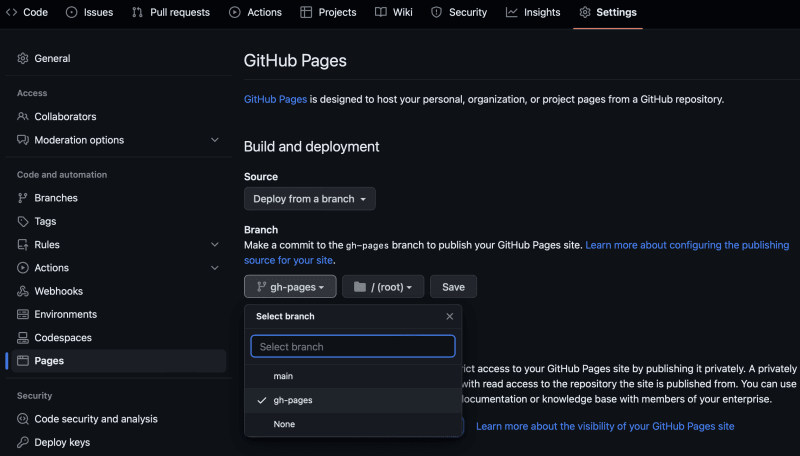 Code Issues Pull requests Actions Projects Wiki Security Insights Settings
General
Access
Collaborators
Moderation options
Code and automation
Branches
Tags
Rules
Actions
Webhooks
Environments
Codespaces
Pages
Security
Code security and analysis
Deploy keys
GitHub Pages
GitHub Pages is designed to host your personal, organization, or project pages from a GitHub repository.
Build and deployment
Source
Deploy from a branch
Branch
Make a commit to the gh-pages branch to publish your GitHub Pages site. Learn more about configuring the publishing
source for your site.
gh-pages / (root) Save
Select branch
Select branch
main
gh-pages
None
rict access to your GitHub Pages site by publishing it privately. A privately
with read access to the repository the site is published from. You can use
ocumentation or knowledge base with members of your enterprise.
Learn more about the visibility of your GitHub Pages site